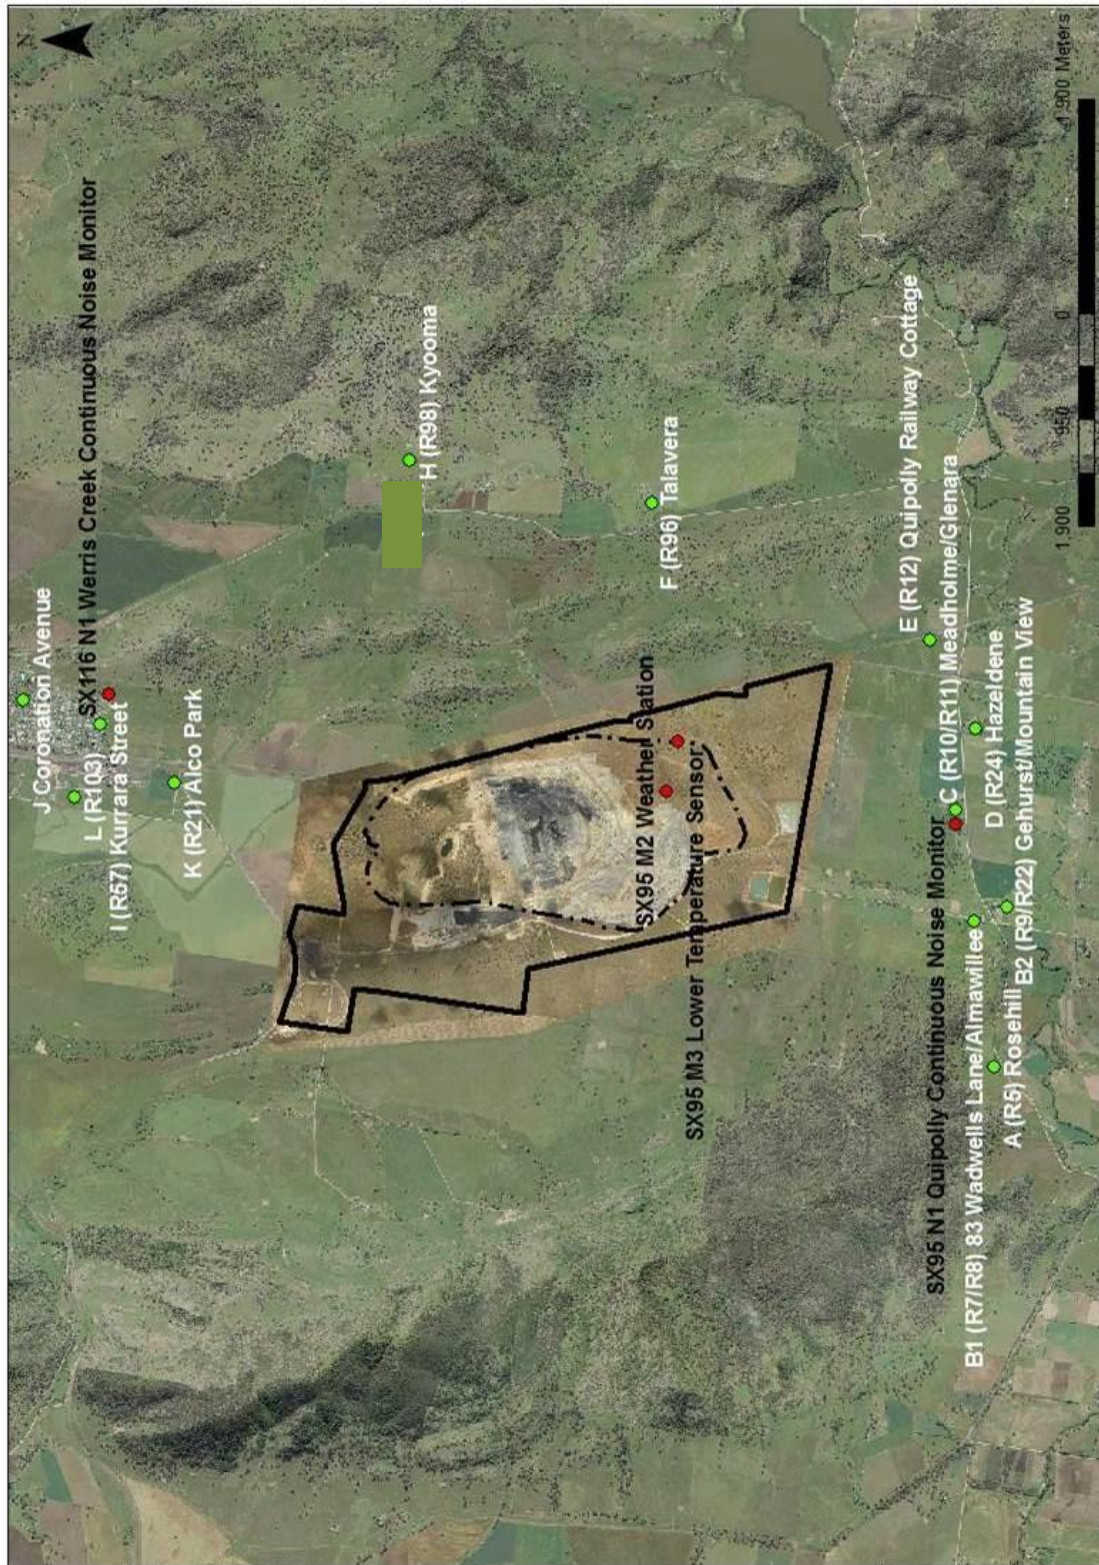 N
J Coronation Avenue
L (R103)
I (R57) Kurrara Street
SX116 N1 Werris Creek Continuous Noise Monitor
K (R21) Alco Park
H (R98) Kyooma
F (R96) Talavera
SX95 M2 Weather Station
SX95 M3 Lower Temperature Sensor
E (R12) Quipoly Railway Cottage
C (R10/R11) Meadholme/Glenara
SX95 N1 Quipolly Continuous Noise Monitor
D (R24) Hazeldene
B1 (R7/R8) 83 Wadwells Lane/Almawillee
B2 (R9/R22) Gehurst/Mountain View
A (R5) Rosehill
1,900 950 0 1,900 Meters